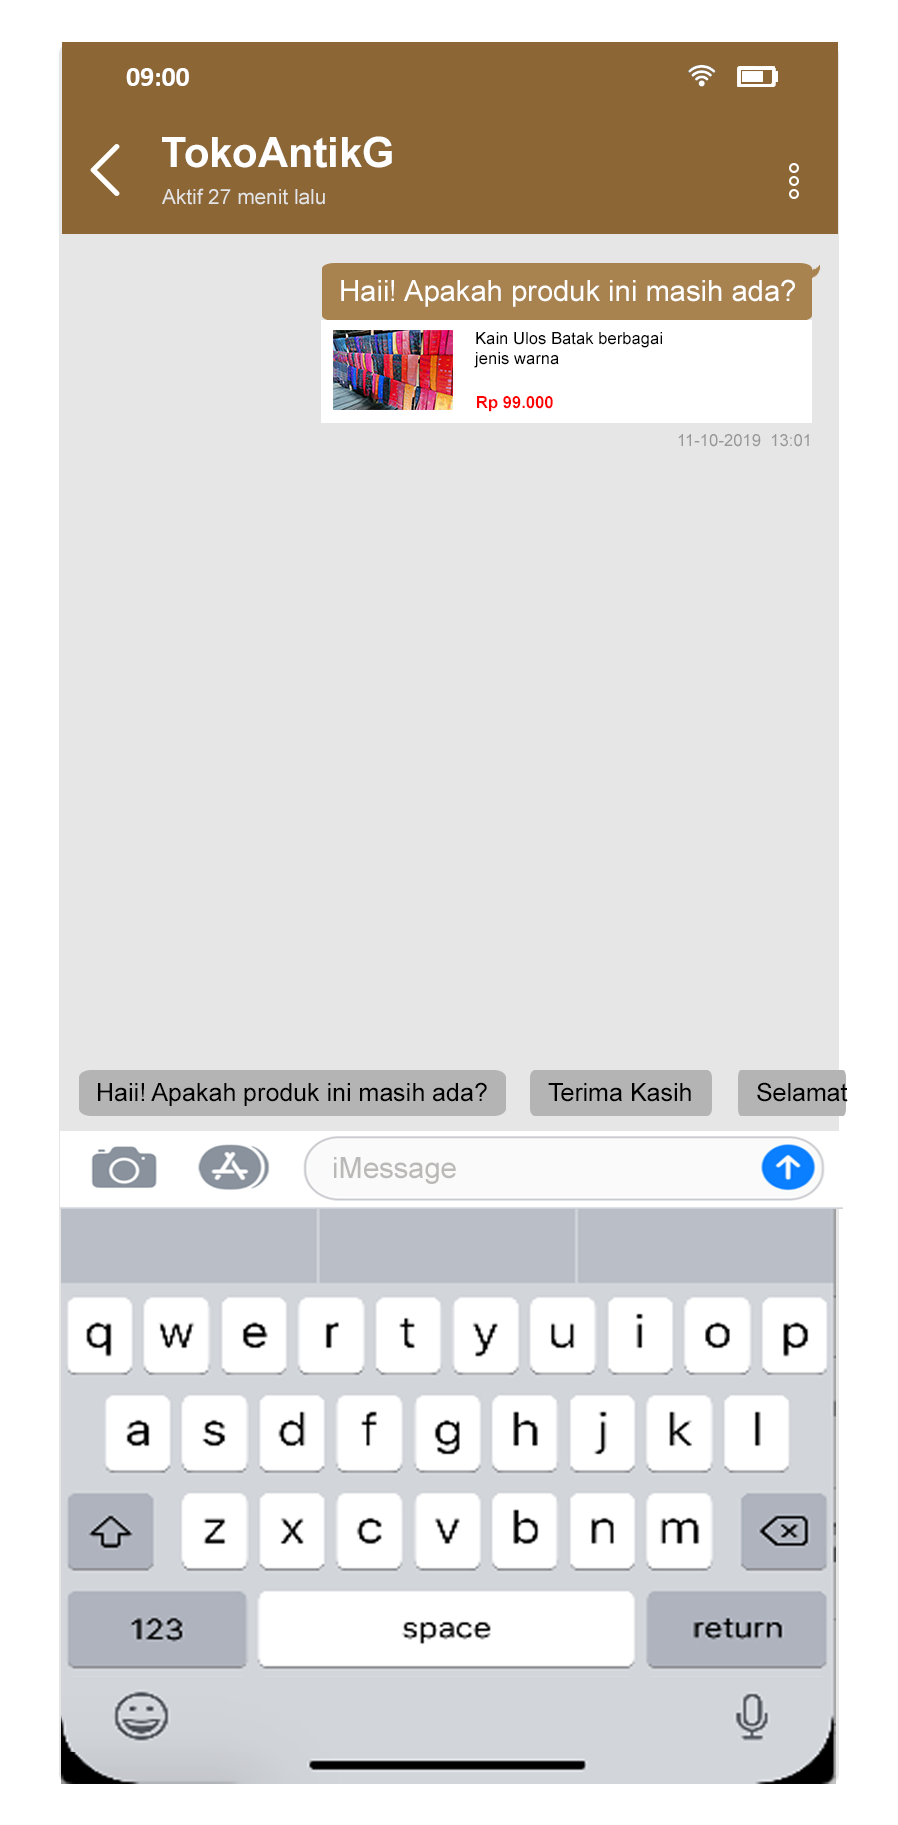 09:00
TokoAntikG
Aktif 27 menit lalu
Haii! Apakah produk ini masih ada?
Kain Ulos Batak berbagai
jenis warna
Rp 99.000
11-10-2019 13:01
Haii! Apakah produk ini masih ada?
Terima Kasih
Selamat
iMessage
q w e r t y u i o p
a s d f g h j k l
z x c v b n m
123 space return